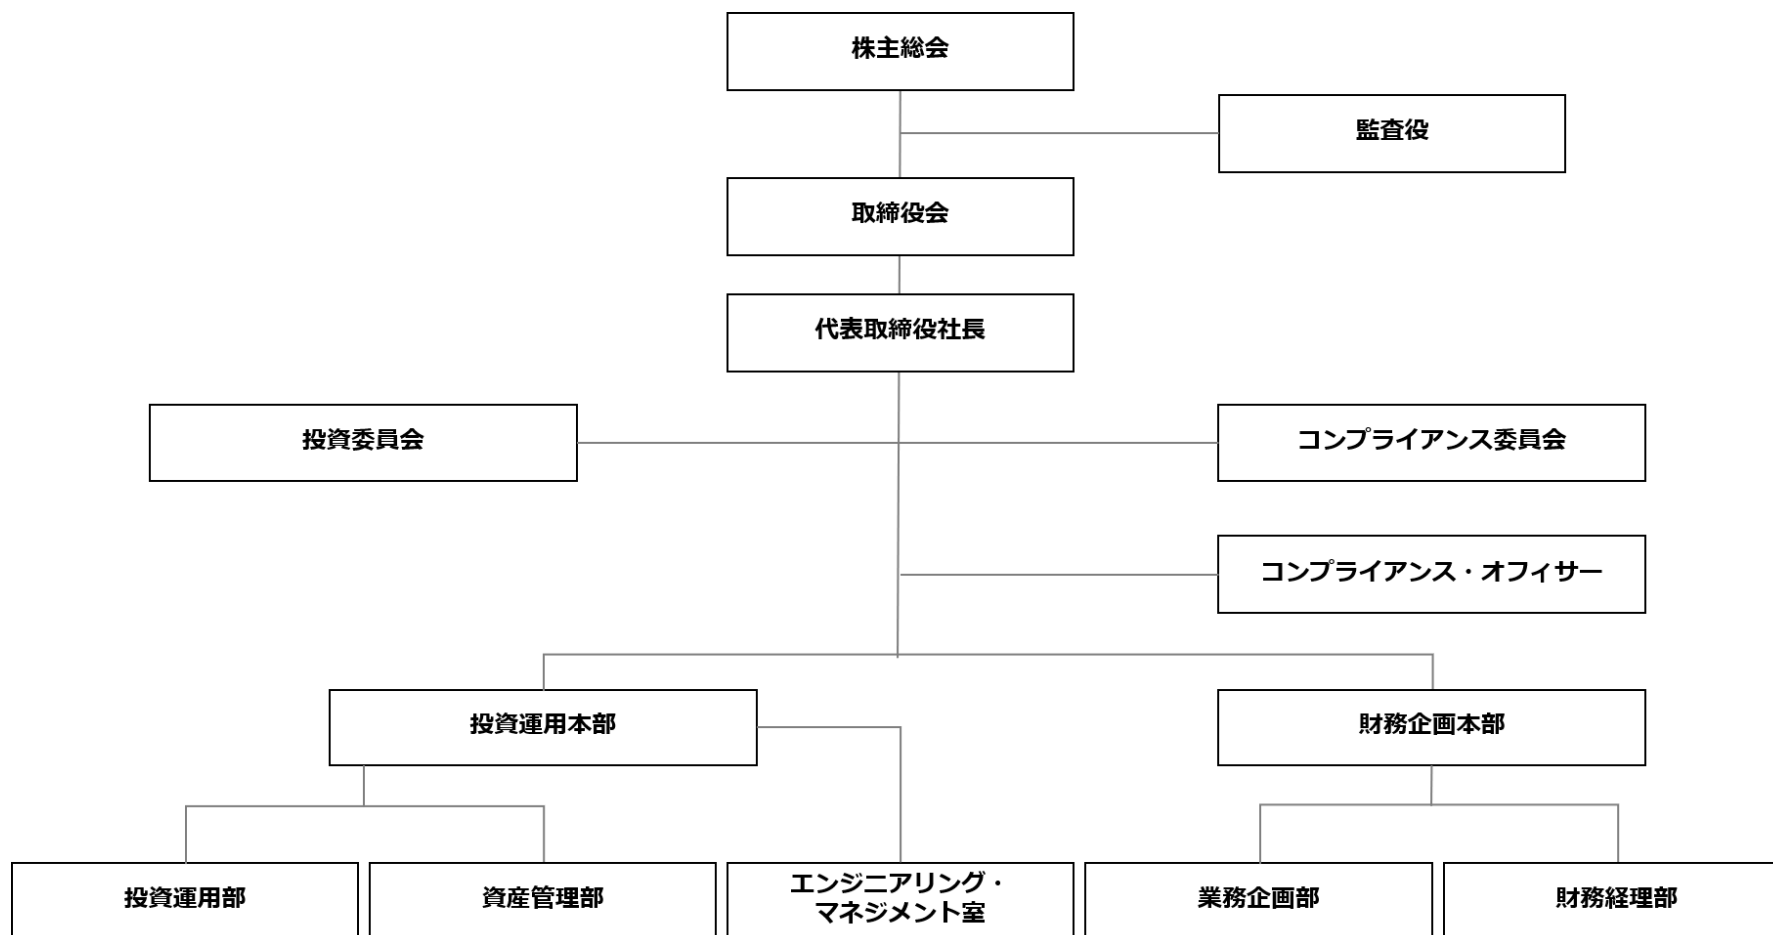 株主総会
監査役
取締役会
代表取締役社長
投資委員会
コンプライアンス委員会
コンプライアンス・オフィサー
投資運用本部
財務企画本部
投資運用部
資産管理部
エンジニアリング・
マネジメント室
業務企画部
財務経理部